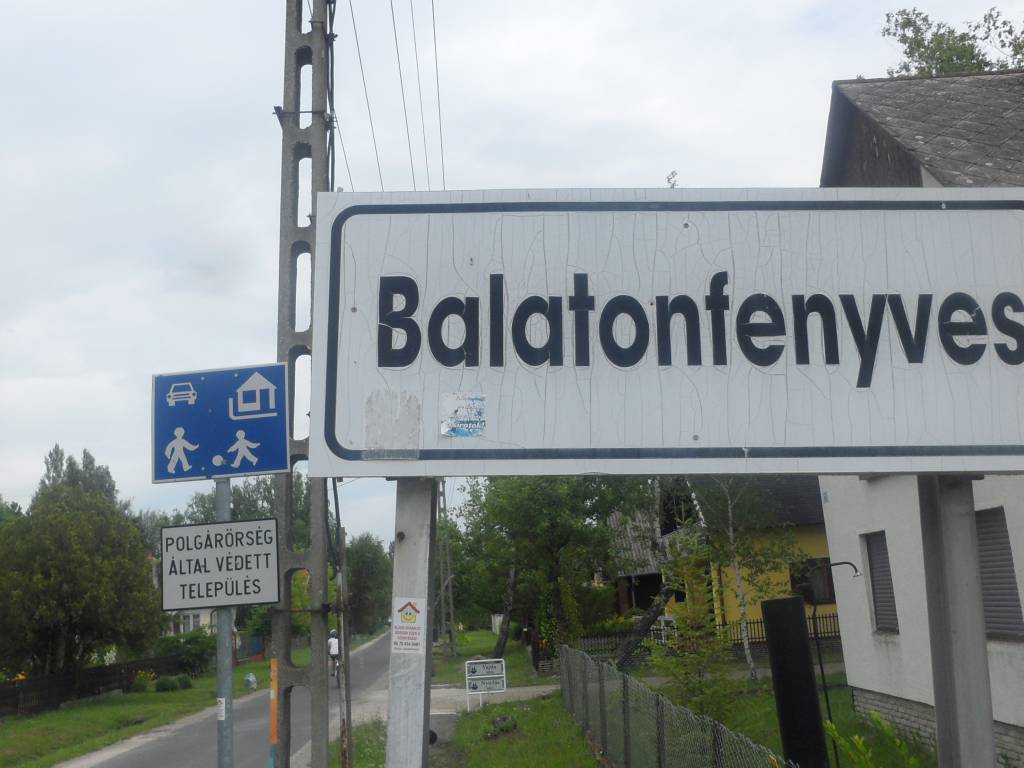 Balatonfenyves
POLGÁRŐRSÉG
ÁLTAL VÉDETT
TELEPÜLÉS